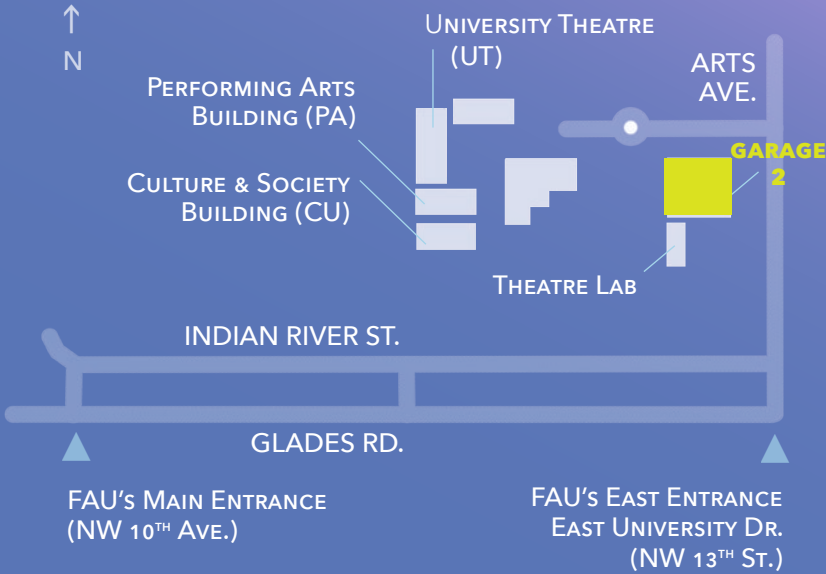 ↑
N
University Theatre
(UT)
Performing Arts
Building (PA)
Culture & Society
Building (CU)
ARTS
AVE.
GARAGE
2
Theatre Lab
INDIAN RIVER ST.
GLADES RD.
FAU's Main Entrance
(NW 10TH Ave.)
FAU's East Entrance
East University Dr.
(NW 13TH St.)